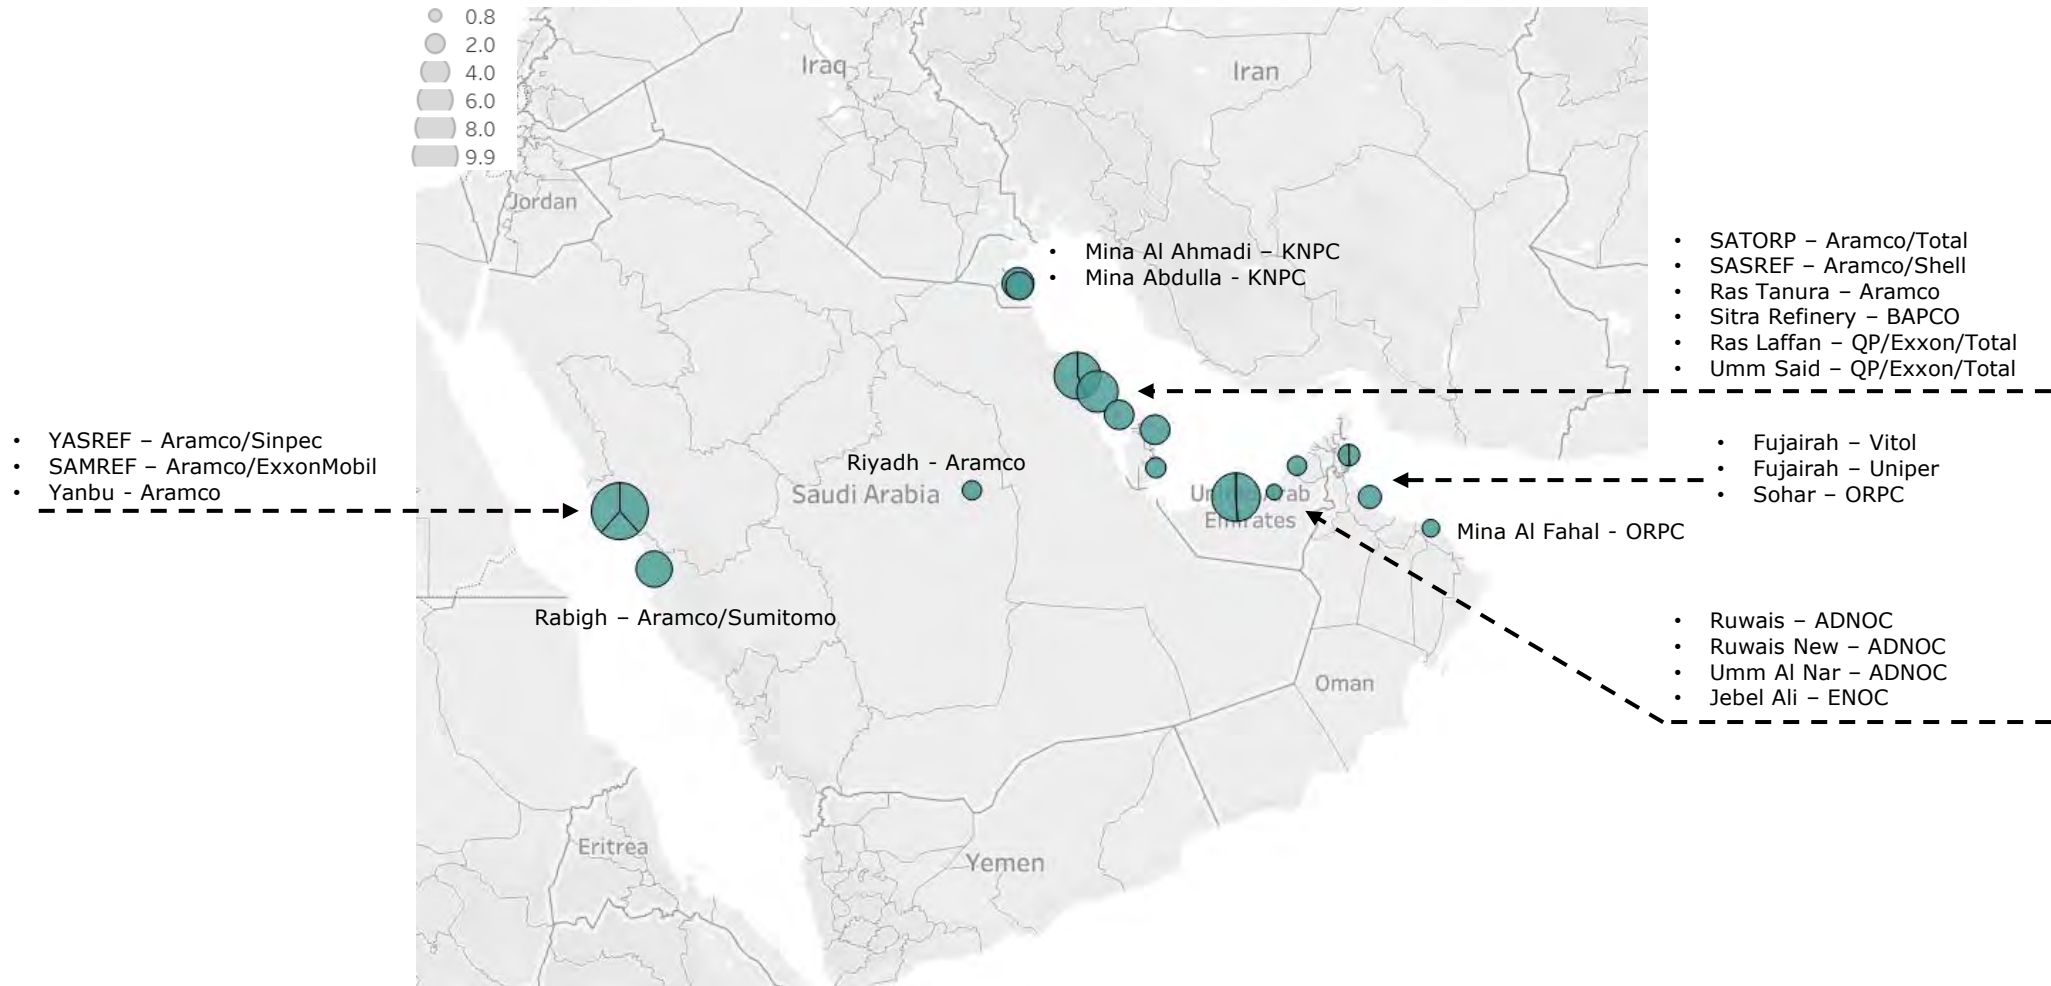 0.8
2.0
4.0
6.0
8.0
9.9
Iraq
Iran
Jordan
• Mina Al Ahmadi – KNPC
• Mina Abdulla - KNPC
• SATORP – Aramco/Total
• SASREF – Aramco/Shell
• Ras Tanura – Aramco
• Sitra Refinery – BAPCO
• Ras Laffan – QP/Exxon/Total
• Umm Said – QP/Exxon/Total
• YASREF – Aramco/Sinpec
• SAMREF – Aramco/ExxonMobil
• Yanbu - Aramco
Riyadh - Aramco
Saudi Arabia
United Arab
Emirates
• Fujairah – Vitol
• Fujairah – Uniper
• Sohar – ORPC
Mina Al Fahal - ORPC
Rabigh – Aramco/Sumitomo
• Ruwais – ADNOC
• Ruwais New – ADNOC
• Umm Al Nar – ADNOC
• Jebel Ali – ENOC
Oman
Eritrea
Yemen